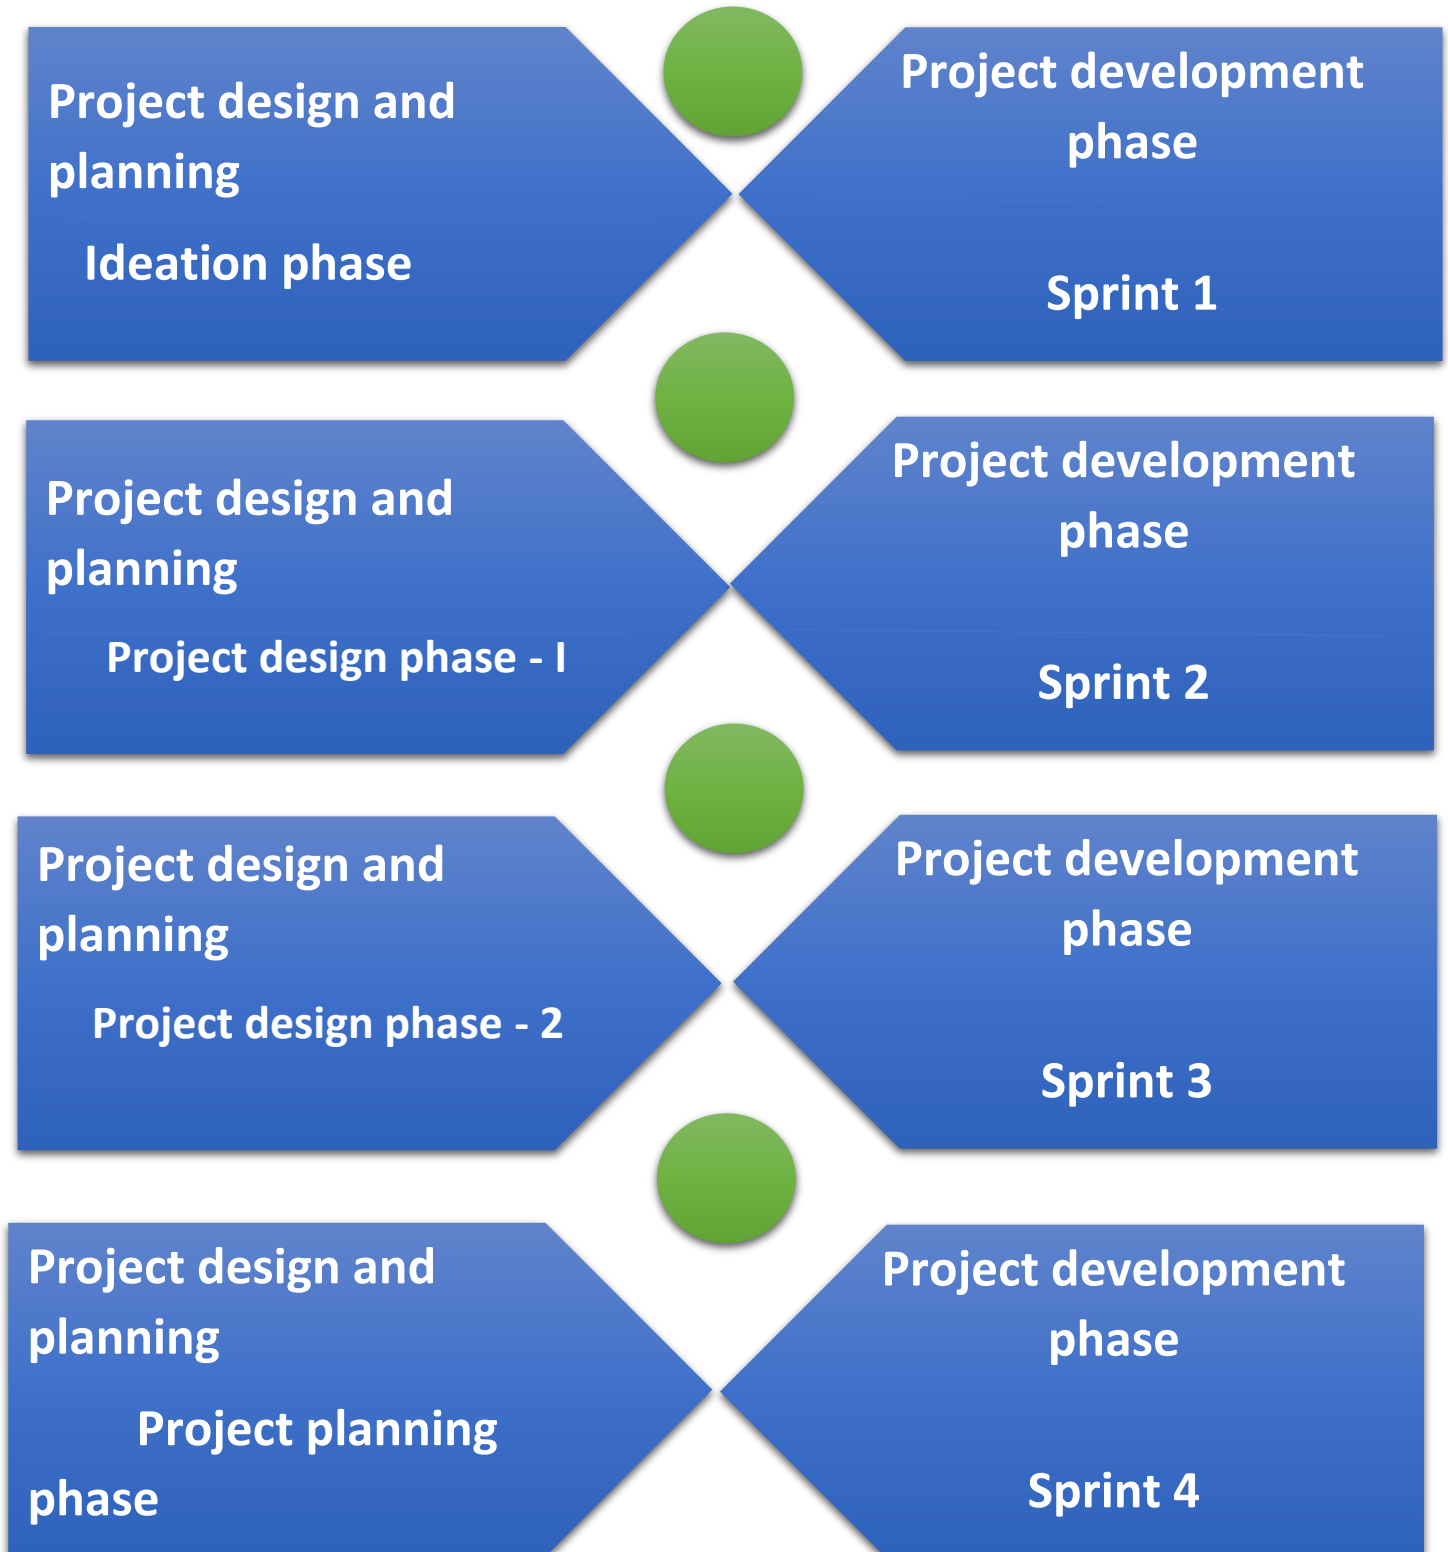 Project design and
planning
Ideation phase
Project development
phase
Sprint 1
Project design and
planning
Project design phase - I
Project development
phase
Sprint 2
Project design and
planning
Project design phase - 2
Project development
phase
Sprint 3
Project design and
planning
Project planning
phase
Project development
phase
Sprint 4